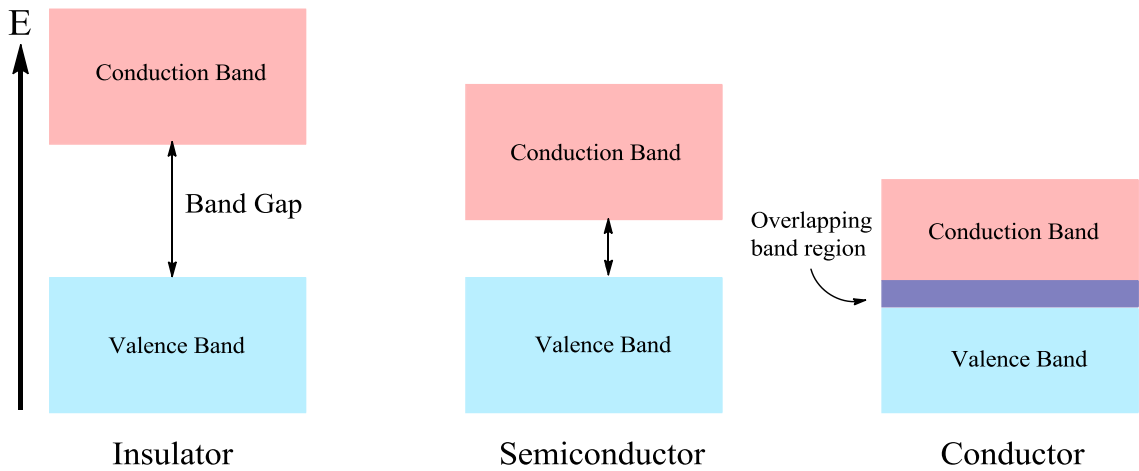 E
Conduction Band
Band Gap
Valence Band
Insulator
Conduction Band
Valence Band
Semiconductor
Overlapping
band region
Conduction Band
Valence Band
Conductor